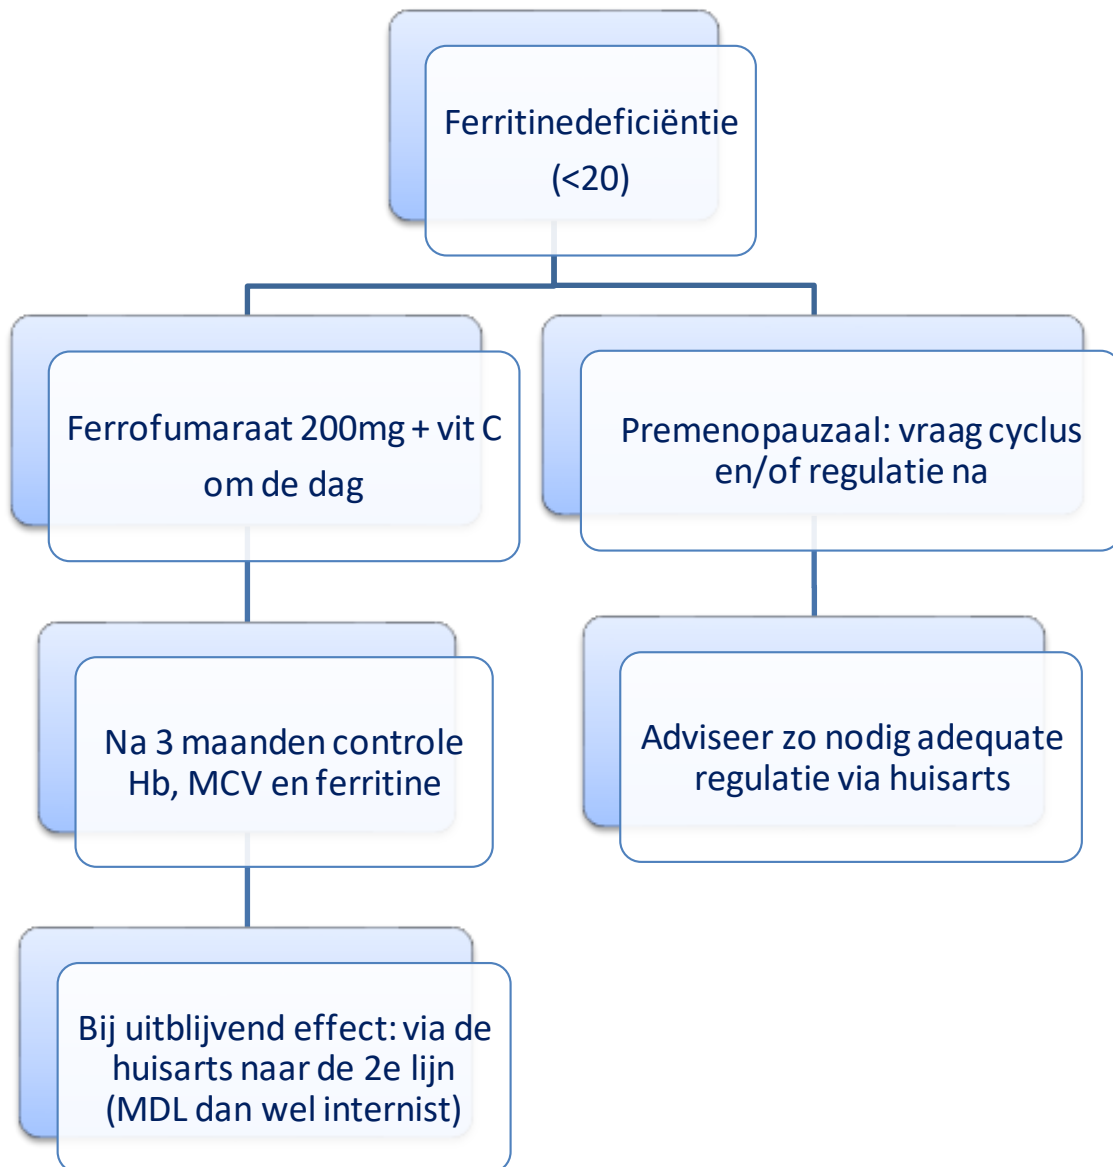 Ferritinedeficiëntie
(<20)
Ferrofumaraat 200mg + vit C
om de dag
Premenopauzaal: vraag cyclus
en/of regulatie na
Na 3 maanden controle
Hb, MCV en ferritine
Adviseer zo nodig adequate
regulatie via huisarts
Bij uitblijvend effect: via de
huisarts naar de 2e lijn
(MDL dan wel internist)